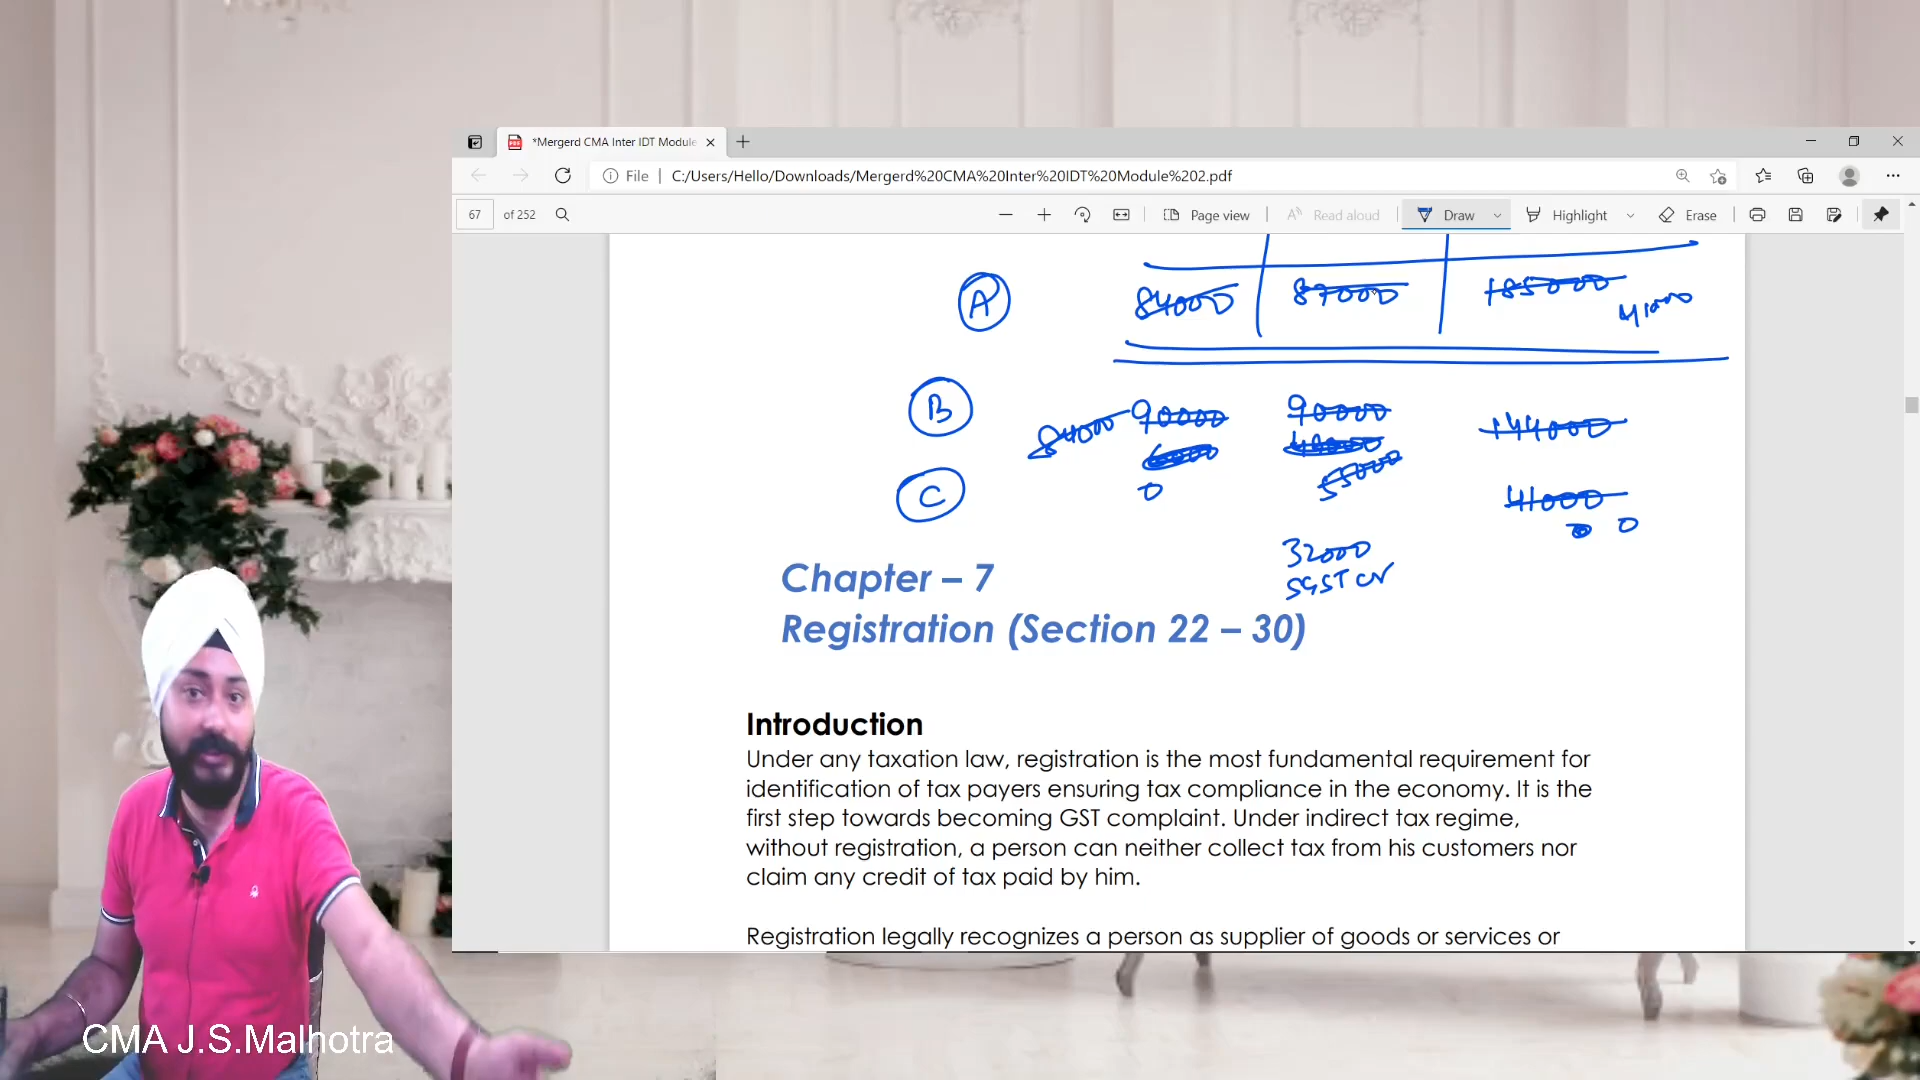 *Mergerd CMA Inter IDT Module
File | C:/Users/Hello/Downloads/Mergerd%20CMA%20Inter%20IDT%20Module%202.pdf
67 of 252 Page view Read aloud Draw Highlight Erase
A 84000 87000 185000
41000
B 84000 90000 90000 144000
6000
55000
C 0 41000
0
32000
SGST CR
Chapter – 7
Registration (Section 22 – 30)
Introduction
Under any taxation law, registration is the most fundamental requirement for
identification of tax payers ensuring tax compliance in the economy. It is the
first step towards becoming GST complaint. Under indirect tax regime,
without registration, a person can neither collect tax from his customers nor
claim any credit of tax paid by him.
Registration legally recognizes a person as supplier of goods or services or
CMA J.S.Malhotra